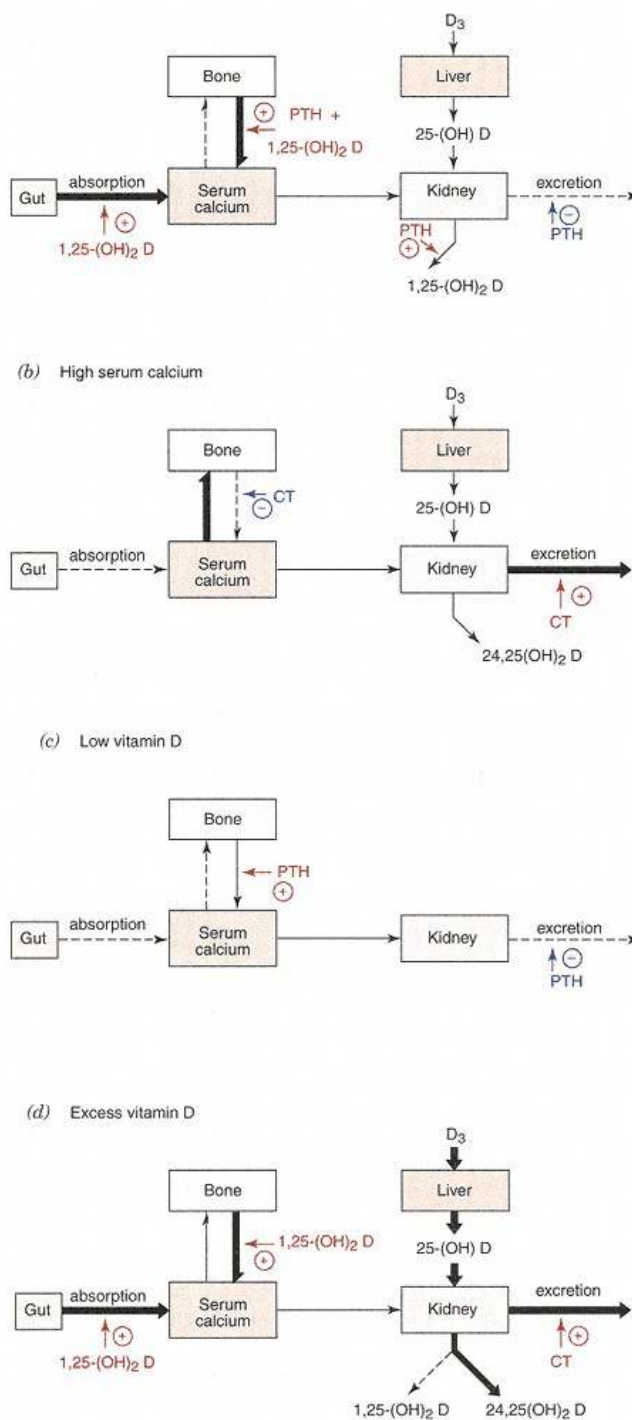 D3
Bone
Liver
+ PTH +
1,25-(OH)2 D
25-(OH) D
Gut
absorption
Serum
calcium
Kidney
excretion
+
1,25-(OH)2 D
PTH
+
−
PTH
1,25-(OH)2 D
(b) High serum calcium
D3
Bone
Liver
CT
−
25-(OH) D
Gut
absorption
Serum
calcium
Kidney
excretion
+
CT
24,25(OH)2 D
(c) Low vitamin D
Bone
PTH
+
Gut
absorption
Serum
calcium
Kidney
excretion
−
PTH
(d) Excess vitamin D
D3
Bone
Liver
1,25-(OH)2 D
+
25-(OH) D
Gut
absorption
Serum
calcium
Kidney
excretion
+
1,25-(OH)2 D
+
CT
1,25-(OH)2 D
24,25(OH)2 D